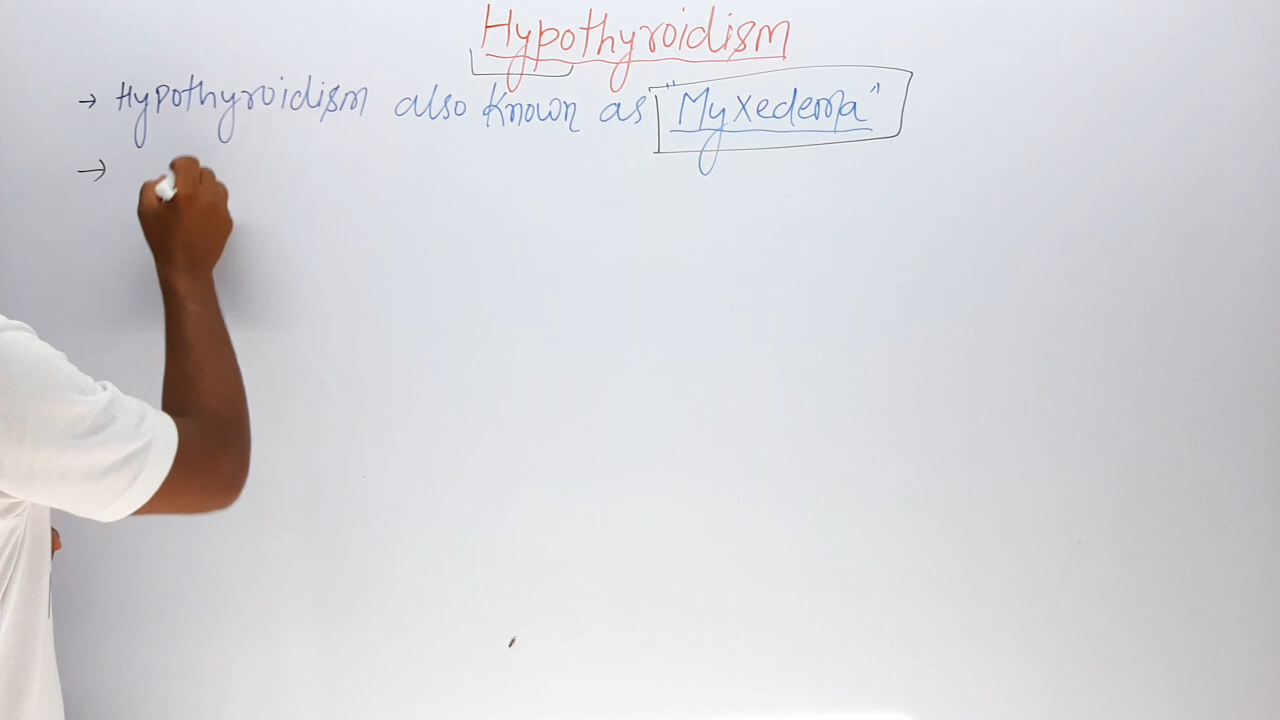 Hypothyroidism
→ Hypothyroidism also known as "Myxedema"
→